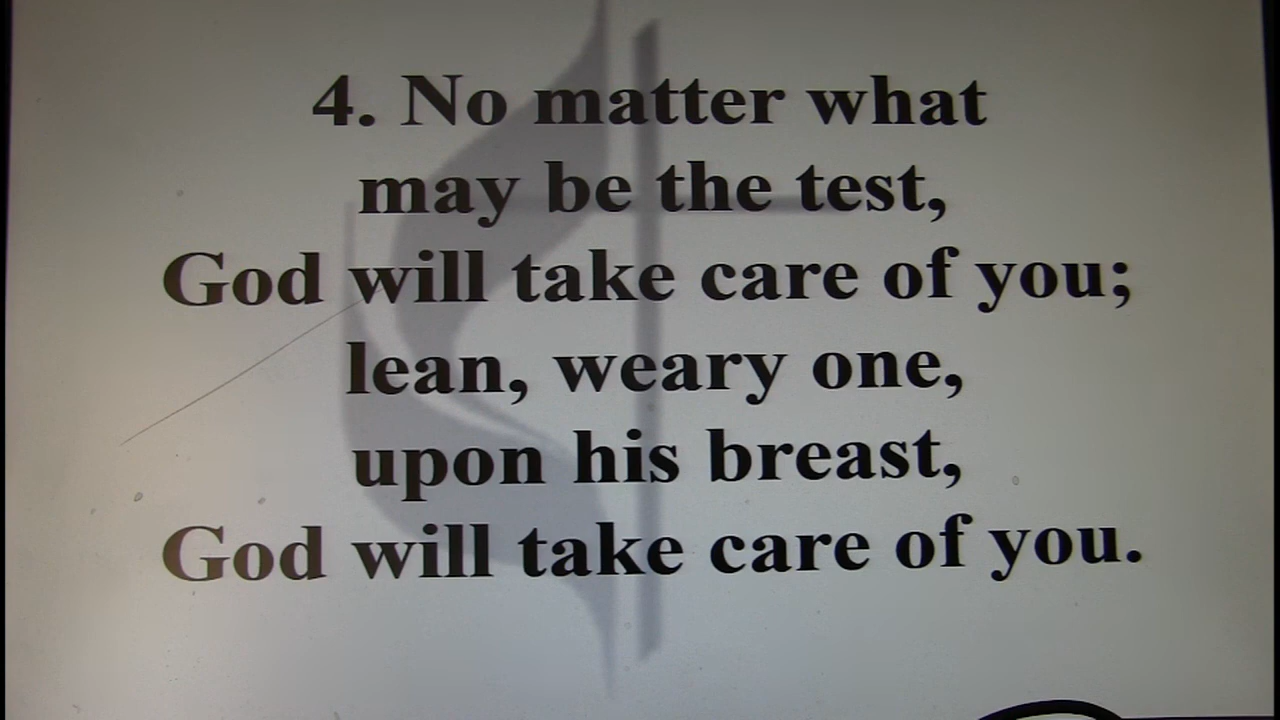 4. No matter what
may be the test,
God will take care of you;
lean, weary one,
upon his breast,
God will take care of you.